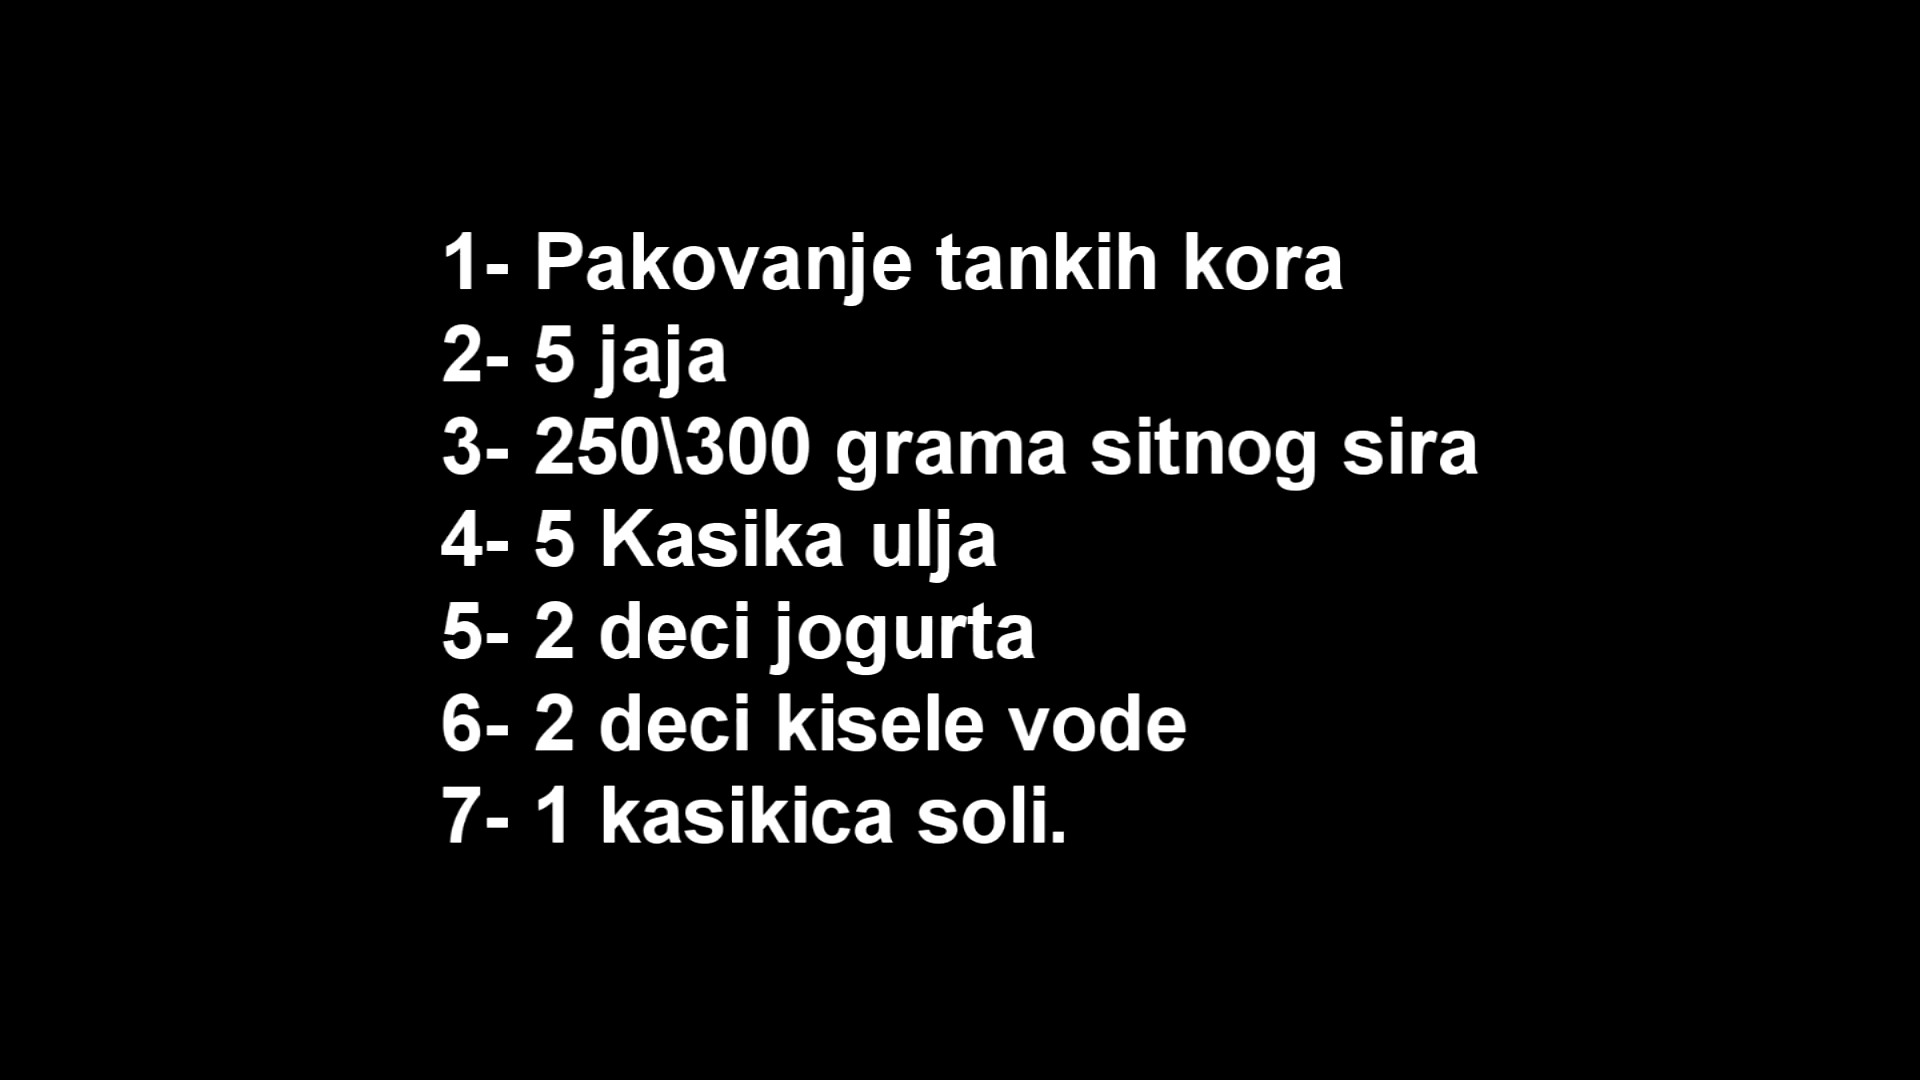 1- Pakovanje tankih kora
2- 5 jaja
3- 250\300 grama sitnog sira
4- 5 Kasika ulja
5- 2 deci jogurta
6- 2 deci kisele vode
7- 1 kasikica soli.